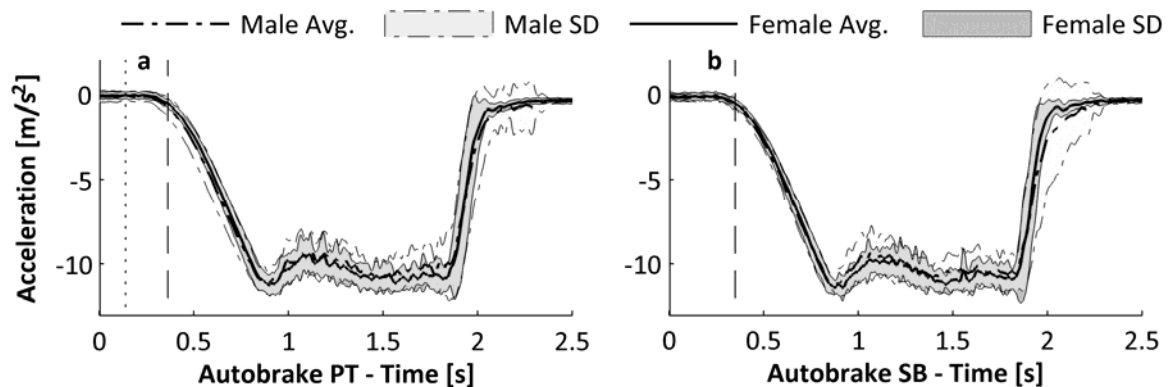 Male Avg. Male SD Female Avg. Female SD
a
b
Acceleration [m/s²]
0
-5
-10
0 0.5 1 1.5 2 2.5
Autobrake PT - Time [s]
0
-5
-10
0 0.5 1 1.5 2 2.5
Autobrake SB - Time [s]